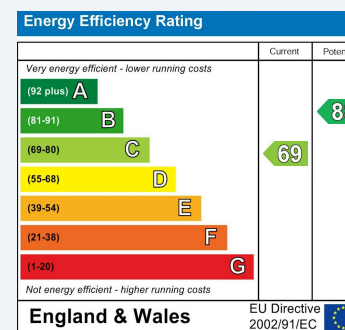 Energy Efficiency Rating
Current
Very energy efficient - lower running costs
(92 plus) A
(81-91) B
(69-80) C
69
(55-68) D
(39-54) E
(21-38) F
(1-20) G
Not energy efficient - higher running costs
England & Wales
EU Directive
2002/91/EC